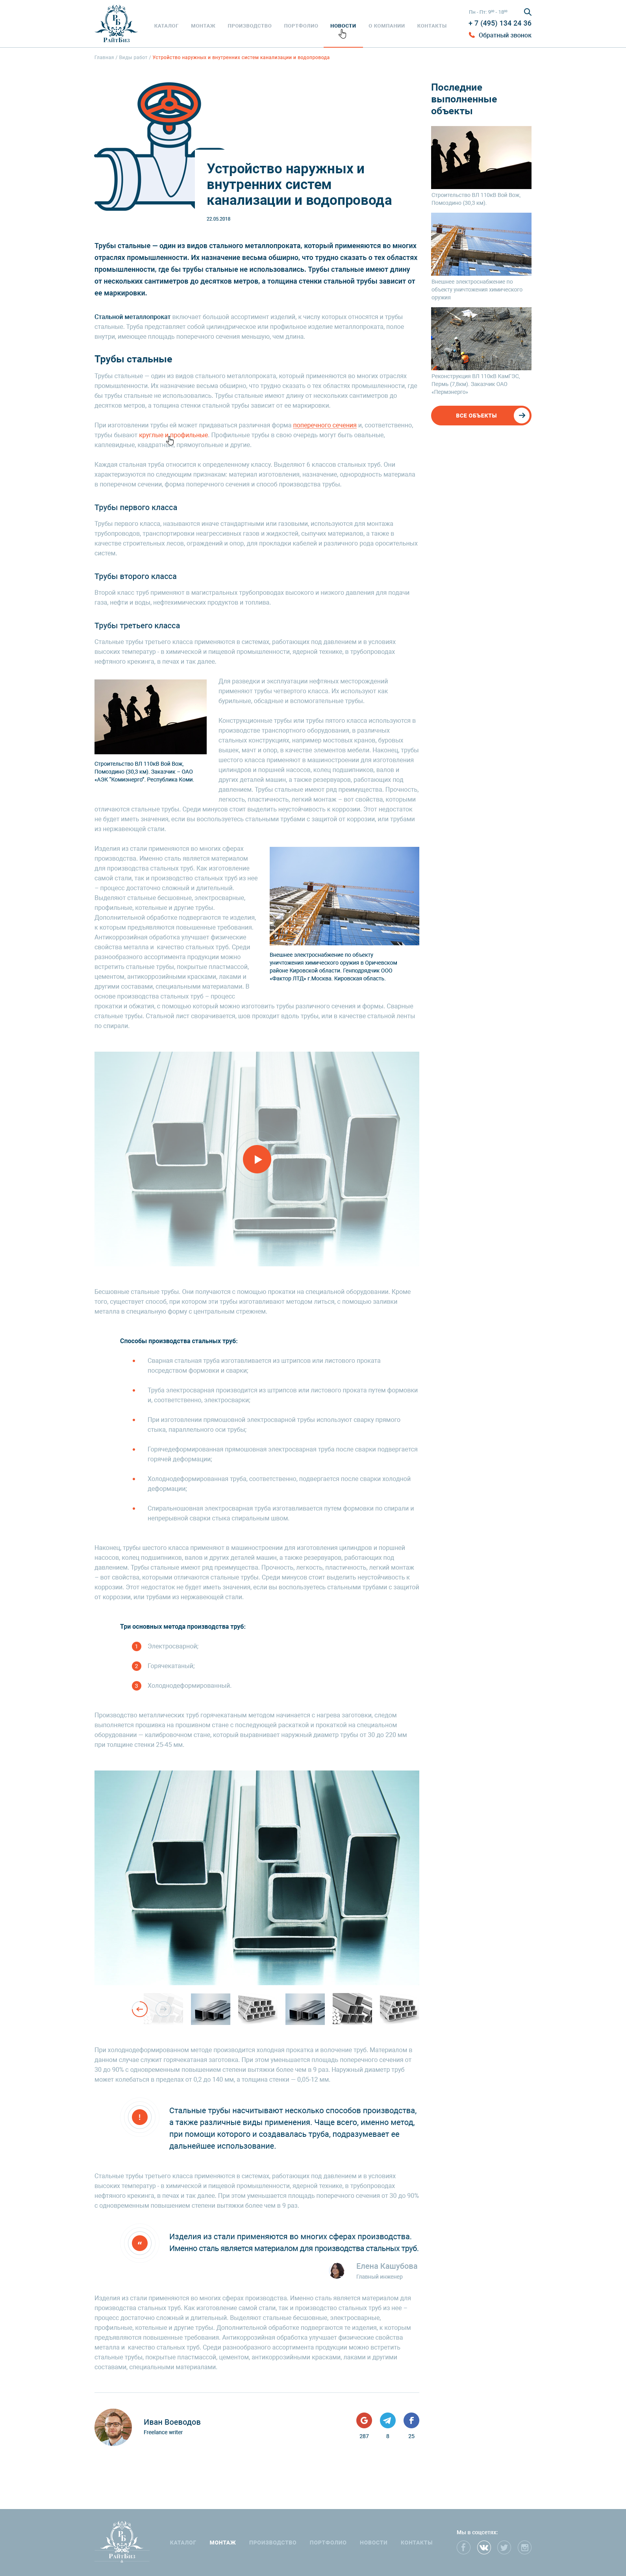 РБ
РАЙТБИЗ
КАТАЛОГ
МОНТАЖ
ПРОИЗВОДСТВО
ПОРТФОЛИО
НОВОСТИ
О КОМПАНИИ
КОНТАКТЫ
Пн - Пт 9⁰⁰ - 18⁰⁰
+ 7 (495) 134 24 36
Обратный звонок
Главная / Виды работ / Устройство наружных и внутренних систем канализации и водопровода
Устройство наружных и
внутренних систем
канализации и водопровода
22.05.2018
Трубы стальные — один из видов стального металлопроката, который применяются во многих
отраслях промышленности. Их назначение весьма обширно, что трудно сказать о тех областях
промышленности, где бы трубы стальные не использовались. Трубы стальные имеют длину
от нескольких сантиметров до десятков метров, а толщина стенки стальной трубы зависит от
ее маркировки.
Стальной металлопрокат включает большой ассортимент изделий, к числу которых относятся и трубы
стальные. Труба представляет собой цилиндрическое или профильное изделие металлопроката, полое
внутри, имеющее площадь поперечного сечения меньшую, чем длина.
Трубы стальные
Трубы стальные — один из видов стального металлопроката, который применяются во многих отраслях
промышленности. Их назначение весьма обширно, что трудно сказать о тех областях промышленности, где
бы трубы стальные не использовались. Трубы стальные имеют длину от нескольких сантиметров до
десятков метров, а толщина стенки стальной трубы зависит от ее маркировки.
При изготовлении трубы стальной может придаваться различная форма поперечного сечения и, соответственно,
трубы бывают круглые и профильные. Профильные трубы в свою очередь могут быть овальные,
каплевидные, квадратные, прямоугольные и другие.
Каждая стальная труба относится к определенному классу. Выделяют 6 классов стальных труб. Они
характеризуются по следующим признакам: материал изготовления, назначение, однородность материала
в поперечном сечении, форма поперечного сечения и способ производства трубы.
Трубы первого класса
Трубы первого класса, называются иначе стандартными или газовые, используются для монтажа
трубопроводов, транспортировки неагрессивных газов и жидкостей, сыпучих материалов, а также в
качестве строительных лесов, ограждений и опор, для прокладки кабелей и различного рода оросительных
систем.
Трубы второго класса
Второй класс труб применяют в магистральных трубопроводах высокого и низкого давления для подачи
газа, нефти и воды, нефтехимических продуктов и топлива.
Трубы третьего класса
Стальные трубы третьего класса применяются в системах, работающих под давлением и в условиях
высоких температур - в химической и пищевой промышленности, ядерной технике, в трубопроводах
нефтяного крекинга, в печах и так далее.
Строительство ВЛ 110кВ Вой Вож,
Помоздино (30,3 км). Заказчик – ОАО
«АЭК "Комиэнерго". Республика Коми.
Для разведки и эксплуатации нефтяных месторождений
применяют трубы четвертого класса. Их используют как
бурильные, обсадные и вспомогательные трубы.
Конструкционные трубы или трубы пятого класса используются в
производстве транспортного оборудования, в различных
стальных конструкциях, например мостовых кранов, буровых
вышек, мачт и опор, в качестве элементов мебели. Наконец, трубы
шестого класса применяют в машиностроении для изготовления
цилиндров и поршней насосов, колец подшипников, валов и
других деталей машин, а также резервуаров, работающих под
давлением. Трубы стальные имеют ряд преимущества. Прочность,
легкость, пластичность, легкий монтаж – вот свойства, которыми
отличаются стальные трубы. Среди минусов стоит выделить неустойчивость к коррозии. Этот недостаток
не будет иметь значения, если вы воспользуетесь стальными трубами с защитой от коррозии, или трубами
из нержавеющей стали.
Изделия из стали применяются во многих сферах
производства. Именно сталь является материалом
для производства стальных труб. Как изготовление
самой стали, так и производство стальных труб из нее
– процесс достаточно сложный и длительный.
Выделяют стальные бесшовные, электросварные,
профильные, котельные и другие трубы.
Дополнительной обработке подвергаются те изделия,
к которым предъявляются повышенные требования.
Антикоррозийная обработка улучшает физические
свойства металла и качество стальных труб. Среди
разнообразного ассортимента продукции можно
встретить стальные трубы, покрытые пластмассой,
цементом, антикоррозийными красками, лаками и
другими составами, специальными материалами. В
основе производства стальных труб – процесс
прокатки и обжатия, с помощью который можно изготовить трубы различного сечения и формы. Сварные
стальные трубы. Стальной лист сворачивается, шов проходит вдоль трубы, или в качестве стальной ленты
по спирали.
Внешнее электроснабжение по объекту
уничтожения химического оружия в Оричевском
районе Кировской области. Генподрядчик ООО
«Фактор ЛТД» г.Москва. Кировская область.
Бесшовные стальные трубы. Они получаются с помощью прокатки на специальной оборудовании. Кроме
того, существуют способ, при котором эти трубы изготавливают методом литься, с помощью заливки
металла в специальную форму с центральным стрежнем.
Способы производства стальных труб:
Сварная стальная труба изготавливается из штрипсов или листового проката
посредством формовки и сварки;
Труба электросварная производится из штрипсов или листового проката путем формовки
и, соответственно, электросварки;
При изготовлении прямошовной электросварной трубы используют сварку прямого
стыка, параллельного оси трубы;
Горячедеформированная прямошовная электросварная труба после сварки подвергается
горячей деформации;
Холоднодеформированная труба, соответственно, подвергается после сварки холодной
деформации;
Спиральношовная электросварная труба изготавливается путем формовки по спирали и
непрерывной сварки стыка спиральным швом.
Наконец, трубы шестого класса применяют в машиностроении для изготовления цилиндров и поршней
насосов, колец подшипников, валов и других деталей машин, а также резервуаров, работающих под
давлением. Трубы стальные имеют ряд преимущества. Прочность, легкость, пластичность, легкий монтаж
– вот свойства, которыми отличаются стальные трубы. Среди минусов стоит выделить неустойчивость к
коррозии. Этот недостаток не будет иметь значения, если вы воспользуетесь стальными трубами с защитой
от коррозии, или трубами из нержавеющей стали.
Три основных метода производства труб:
1 Электросварной;
2 Горячекатаный;
3 Холоднодеформированный.
Производство металлических труб горячекатаным методом начинается с нагрева заготовки, следом
выполняется прошивка на прошивном стане с последующей раскаткой и прокаткой на специальном
оборудовании — калибровочном стане, который выравнивает наружный диаметр трубы от 30 до 220 мм
при толщине стенки 25-45 мм.
При холоднодеформированном методе производится холодная прокатка и волочение труб. Материалом в
данном случае служит горячекатаная заготовка. При этом уменьшается площадь поперечного сечения от
30 до 90% с одновременным повышением степени вытяжки более чем в 9 раз. Наружный диаметр труб
может колебаться в пределах от 0,2 до 140 мм, а толщина стенки — 0,05-12 мм.
!
Стальные трубы насчитывают несколько способов производства,
а также различные виды применения. Чаще всего, именно метод,
при помощи которого и создавалась труба, подразумевает ее
дальнейшее использование.
Стальные трубы третьего класса применяются в системах, работающих под давлением и в условиях
высоких температур - в химической и пищевой промышленности, ядерной технике, в трубопроводах
нефтяного крекинга, в печах и так далее. При этом уменьшается площадь поперечного сечения от 30 до 90%
с одновременным повышением степени вытяжки более чем в 9 раз.
Изделия из стали применяются во многих сферах производства.
Именно сталь является материалом для производства стальных труб.
Елена Кашубова
Главный инженер
Изделия из стали применяются во многих сферах производства. Именно сталь является материалом для
производства стальных труб. Как изготовление самой стали, так и производство стальных труб из нее –
процесс достаточно сложный и длительный. Выделяют стальные бесшовные, электросварные,
профильные, котельные и другие трубы. Дополнительной обработке подвергаются те изделия, к которым
предъявляются повышенные требования. Антикоррозийная обработка улучшает физические свойства
металла и качество стальных труб. Среди разнообразного ассортимента продукции можно встретить
стальные трубы, покрытые пластмассой, цементом, антикоррозийными красками, лаками и другими
составами, специальными материалами.
Иван Воеводов
Freelance writer
287
8
25
Последние
выполненные
объекты
Строительство ВЛ 110кВ Вой Вож,
Помоздино (30,3 км).
Внешнее электроснабжение по
объекту уничтожения химического
оружия
Реконструкция ВЛ 110кВ КамГЭС,
Пермь (7,8км). Заказчик ОАО
«Пермэнерго»
ВСЕ ОБЪЕКТЫ
РБ
РАЙТБИЗ
КАТАЛОГ
МОНТАЖ
ПРОИЗВОДСТВО
ПОРТФОЛИО
НОВОСТИ
КОНТАКТЫ
Мы в соцсетях: